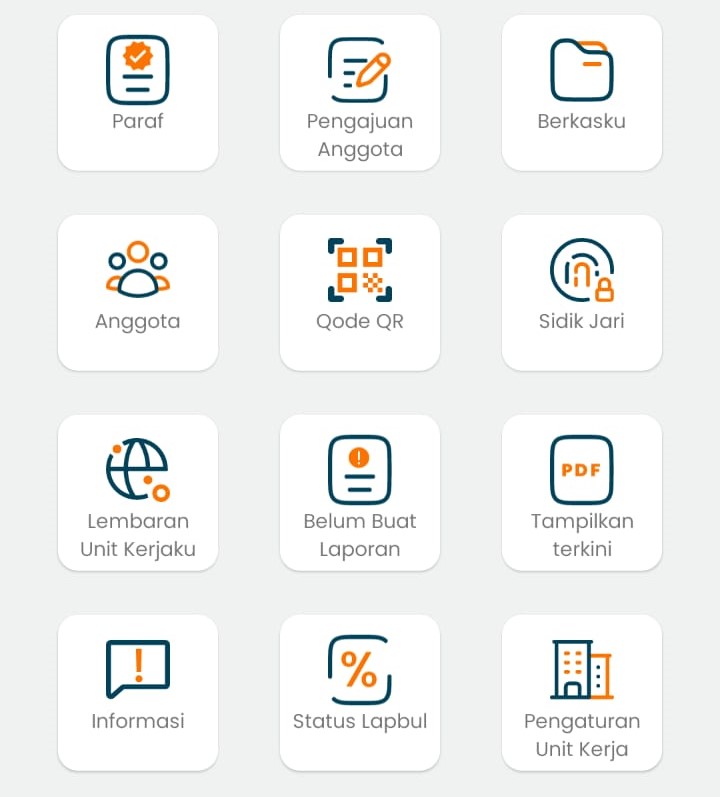 Paraf
Pengajuan
Anggota
Berkasku
Anggota
Qode QR
Sidik Jari
Lembaran
Unit Kerjaku
Belum Buat
Laporan
PDF
Tampilkan
terkini
Informasi
%
Status Lapbul
Pengaturan
Unit Kerja